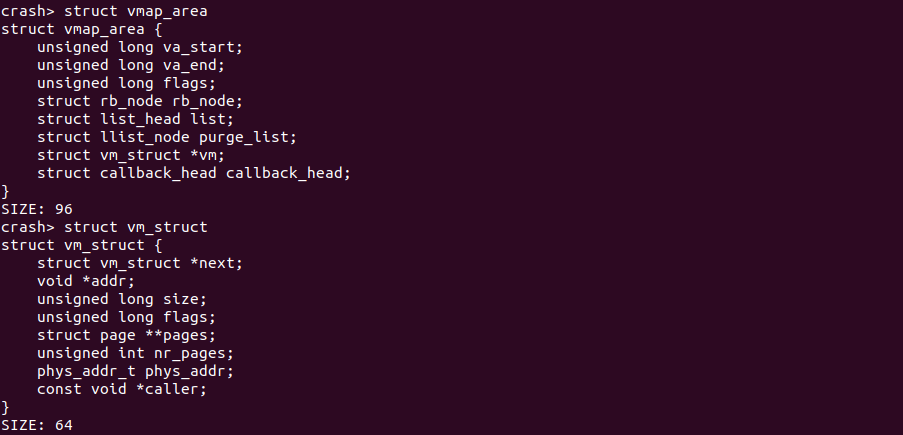 crash> struct vmap_area
struct vmap_area {
    unsigned long va_start;
    unsigned long va_end;
    unsigned long flags;
    struct rb_node rb_node;
    struct list_head list;
    struct llist_node purge_list;
    struct vm_struct *vm;
    struct callback_head callback_head;
}
SIZE: 96
crash> struct vm_struct
struct vm_struct {
    struct vm_struct *next;
    void *addr;
    unsigned long size;
    unsigned long flags;
    struct page **pages;
    unsigned int nr_pages;
    phys_addr_t phys_addr;
    const void *caller;
}
SIZE: 64